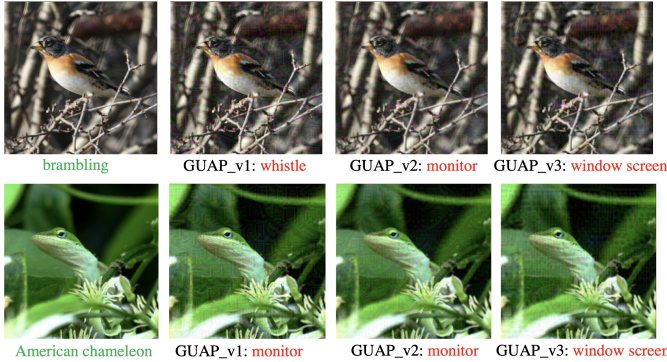 brambling GUAP_v1: whistle GUAP_v2: monitor GUAP_v3: window screen
American chameleon GUAP_v1: monitor GUAP_v2: monitor GUAP_v3: window screen